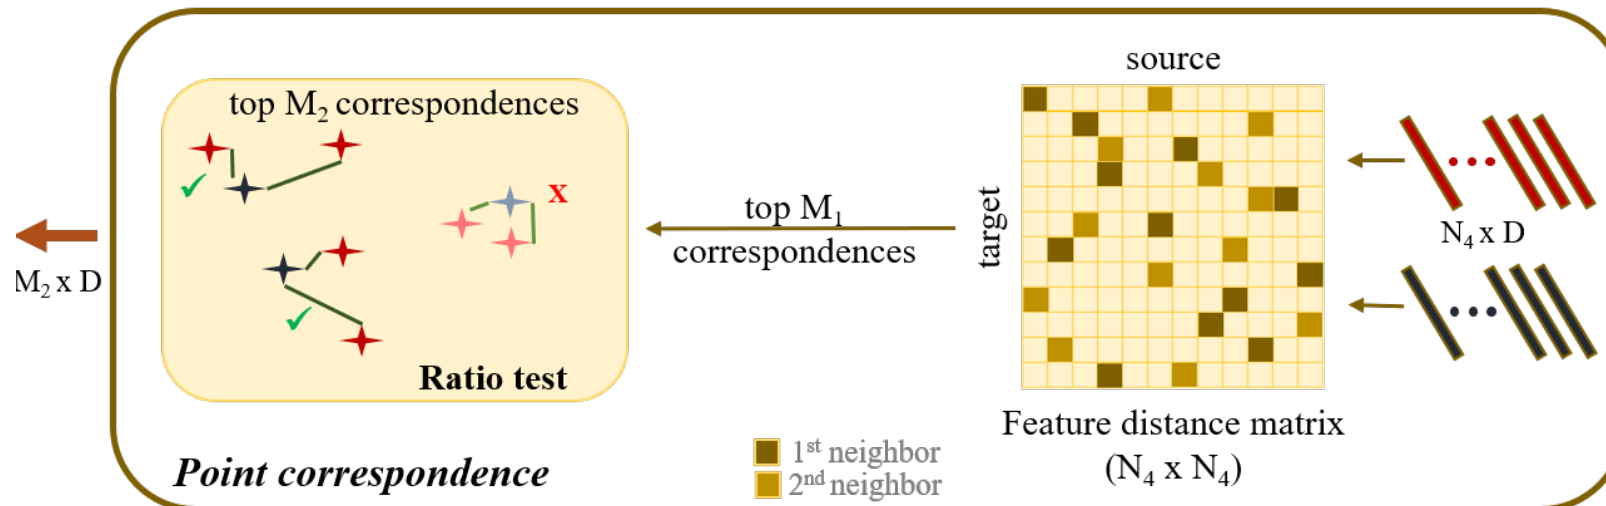 source
top M₂ correspondences
x
top M₁
correspondences
target
N₄ x D
M₂ x D
Ratio test
Feature distance matrix
(N₄ x N₄)
1ˢᵗ neighbor
2ⁿᵈ neighbor
Point correspondence